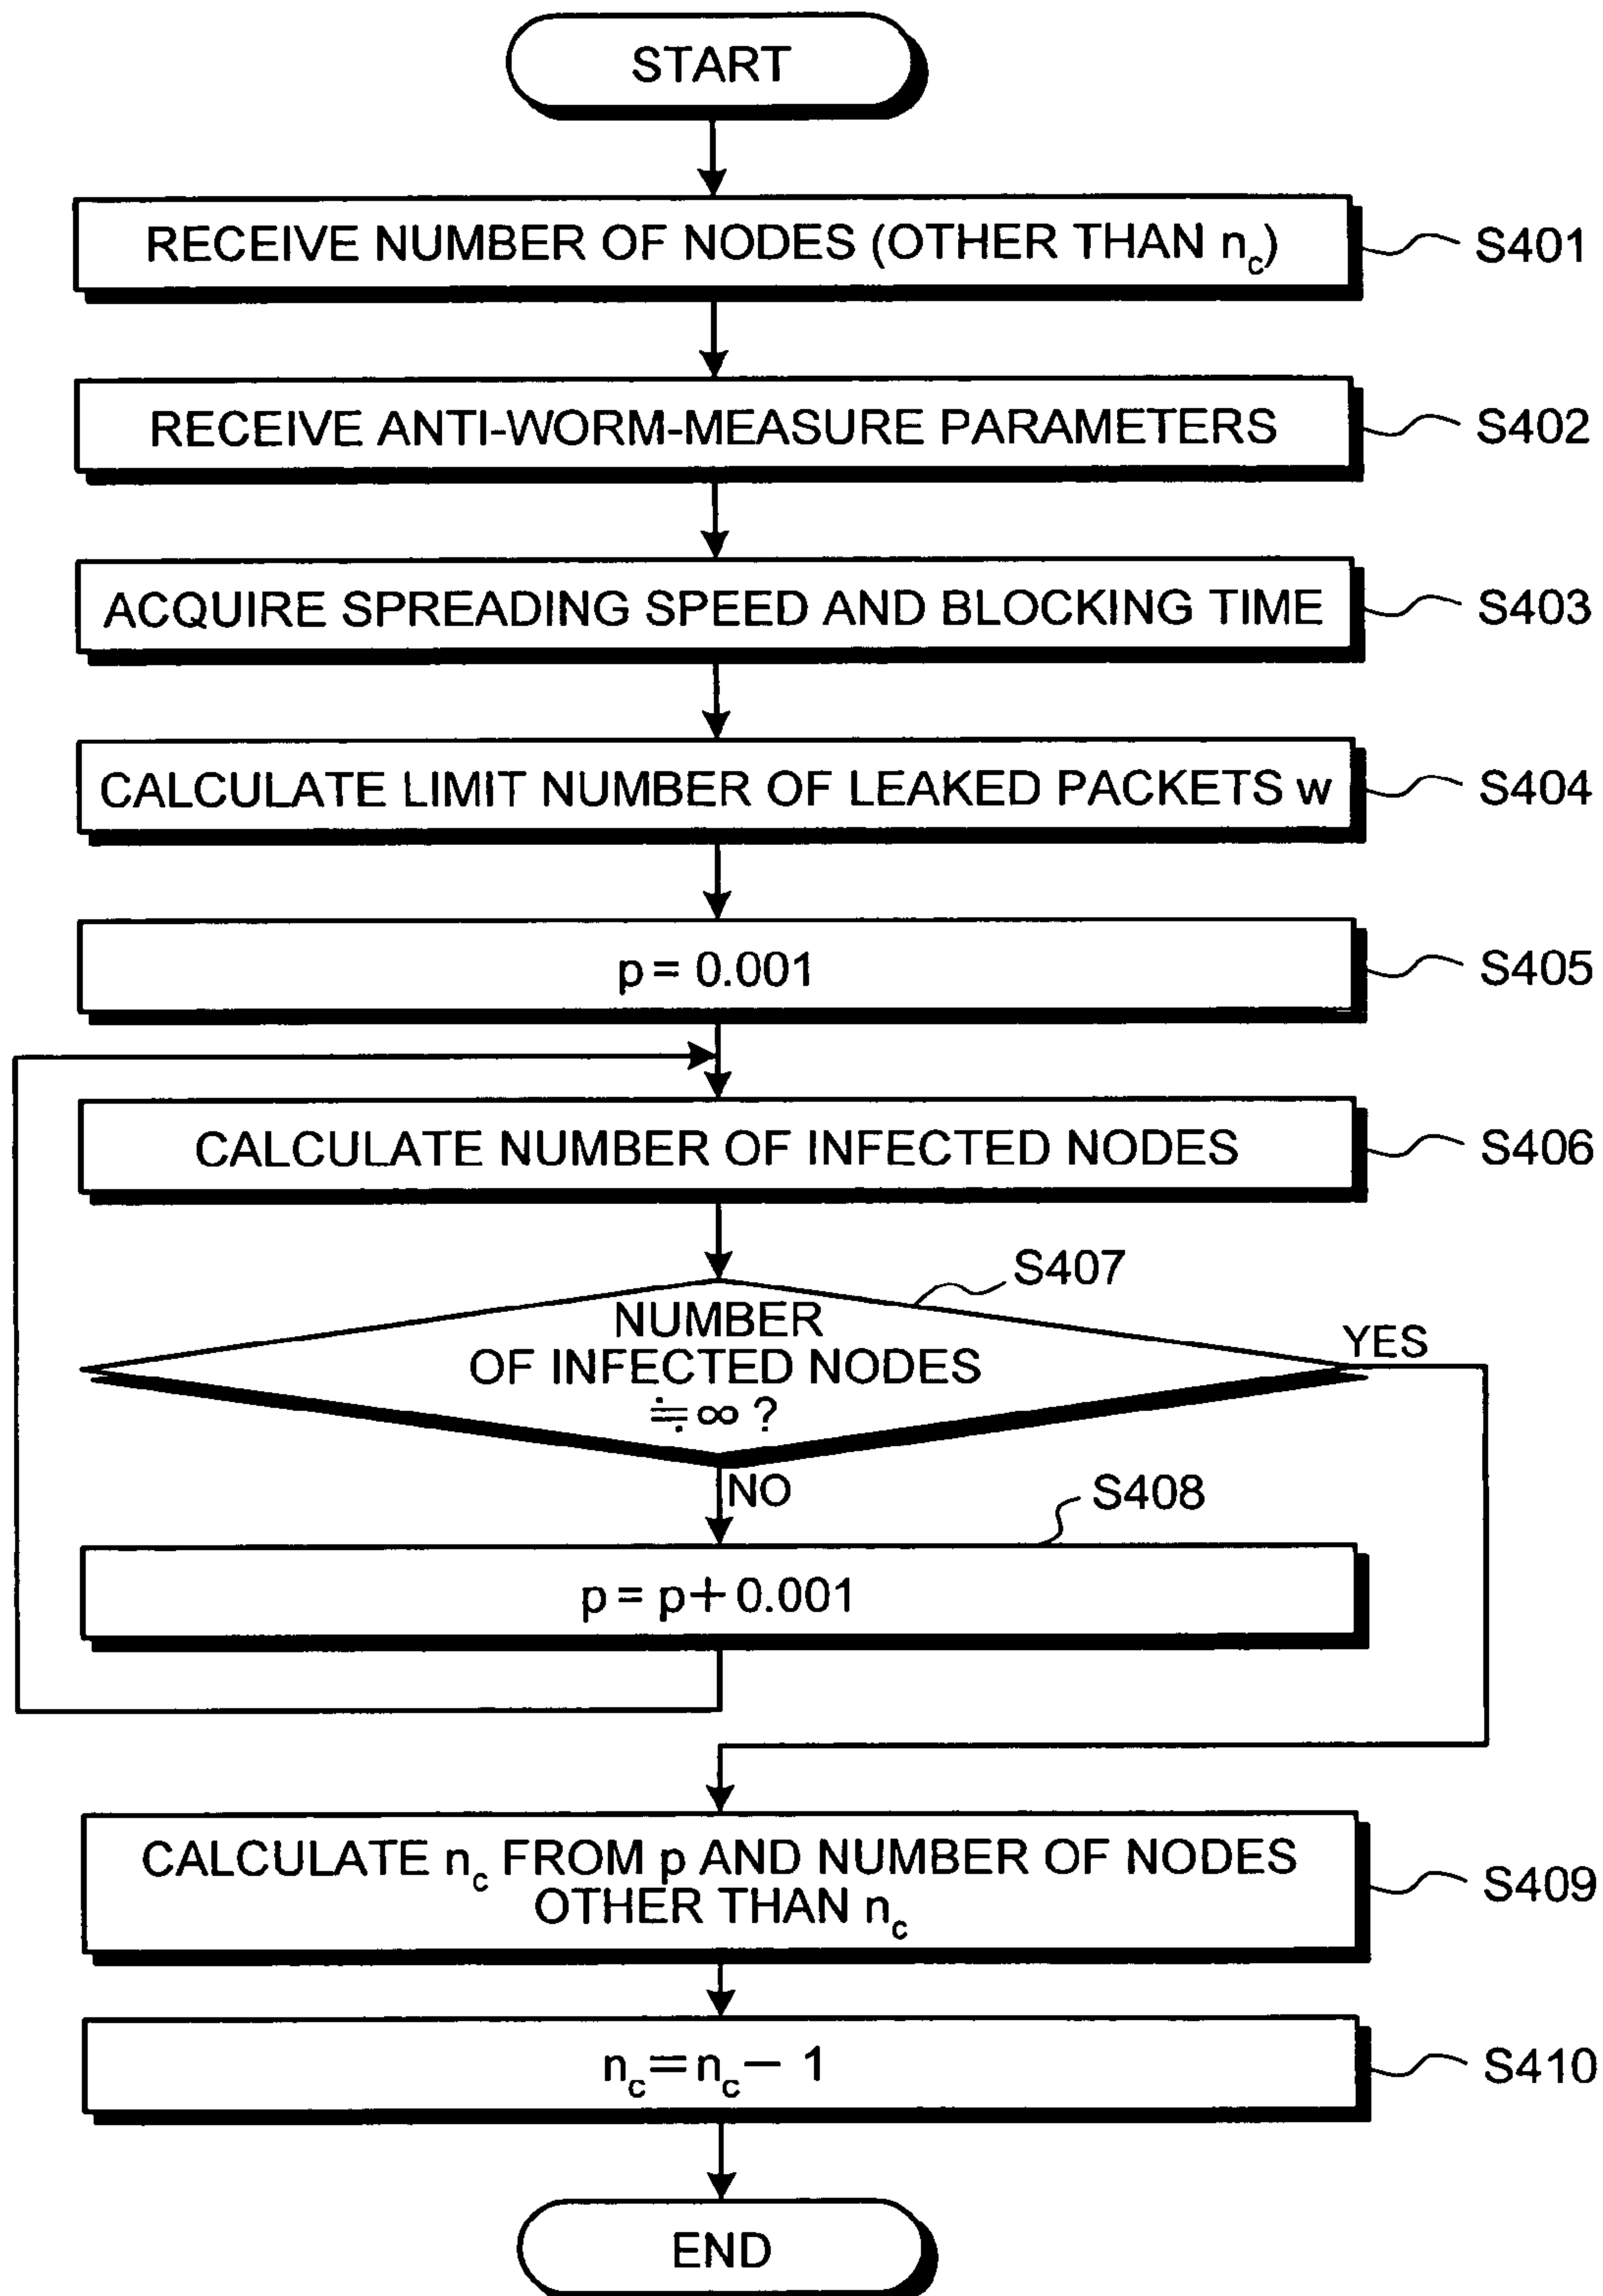 START
RECEIVE NUMBER OF NODES (OTHER THAN nc)
S401
RECEIVE ANTI-WORM-MEASURE PARAMETERS
S402
ACQUIRE SPREADING SPEED AND BLOCKING TIME
S403
CALCULATE LIMIT NUMBER OF LEAKED PACKETS w
S404
p = 0.001
S405
CALCULATE NUMBER OF INFECTED NODES
S406
S407
NUMBER
OF INFECTED NODES
≒∞ ?
YES
NO
S408
p = p+0.001
CALCULATE nc FROM p AND NUMBER OF NODES
OTHER THAN nc
S409
nc=nc− 1
S410
END